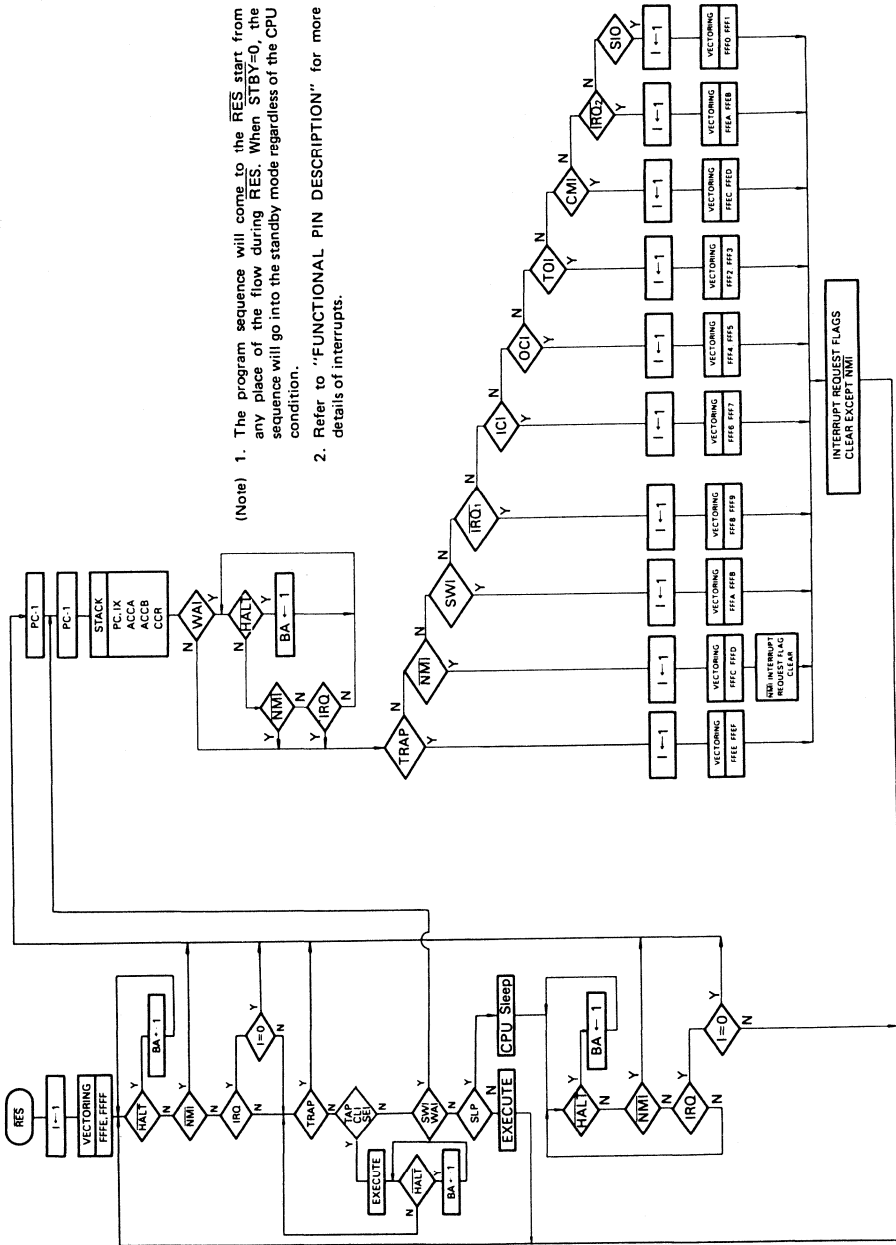 RES
I ← 1
VECTORING
FFFE, FFFF
HALT
Y
BA ← 1
N
NMI
Y
N
IRQ
Y
I=0
Y
N
N
TRAP
Y
N
TAP
CLI
SEI
Y
N
EXECUTE
HALT
N
Y
BA ← 1
SWI
WAI
Y
N
SLP
Y
N
EXECUTE
CPU Sleep
HALT
Y
BA ← 1
N
NMI
Y
N
IRQ
Y
N
I=0
Y
N
PC-1
PC-1
STACK
PC, IX
ACCA
ACCB
CCR
WAI
N
Y
HALT
N
Y
BA ← 1
NMI
Y
N
IRQ
Y
N
TRAP
N
Y
NMI
N
Y
SWI
N
Y
IRQ1
N
Y
ICI
N
Y
OCI
N
Y
TOI
N
Y
CMI
N
Y
IRQ2
N
Y
SIO
Y
I ← 1
I ← 1
I ← 1
I ← 1
I ← 1
I ← 1
I ← 1
I ← 1
I ← 1
I ← 1
VECTORING
FFEE FFEF
VECTORING
FFFC FFFD
VECTORING
FFFA FFFB
VECTORING
FFF8 FFF9
VECTORING
FFF6 FFF7
VECTORING
FFF4 FFF5
VECTORING
FFF2 FFF3
VECTORING
FFEC FFED
VECTORING
FFEA FFEB
VECTORING
FFF0 FFF1
NMI INTERRUPT
REQUEST FLAG
CLEAR
INTERRUPT REQUEST FLAGS
CLEAR EXCEPT NMI
(Note) 1. The program sequence will come to the RES start from
any place of the flow during RES. When STBY=0, the
sequence will go into the standby mode regardless of the CPU
condition.
2. Refer to "FUNCTIONAL PIN DESCRIPTION" for more
details of interrupts.